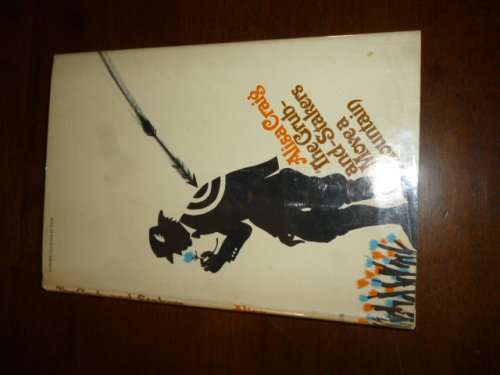 Alisa Craig
The Grub-
and-Stakers
Move a
Mountain